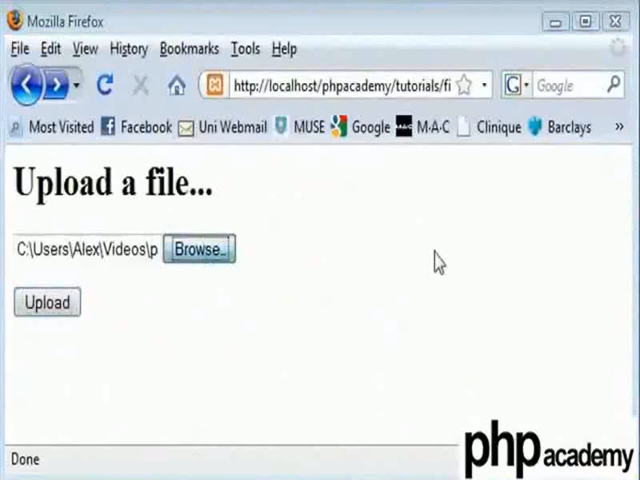 Mozilla Firefox
File Edit View History Bookmarks Tools Help
http://localhost/phpacademy/tutorials/fi G Google
Most Visited Facebook Uni Webmail MUSE Google M·A·C Clinique Barclays »
Upload a file...
C:\Users\Alex\Videos\p Browse...
Upload
Done
php academy